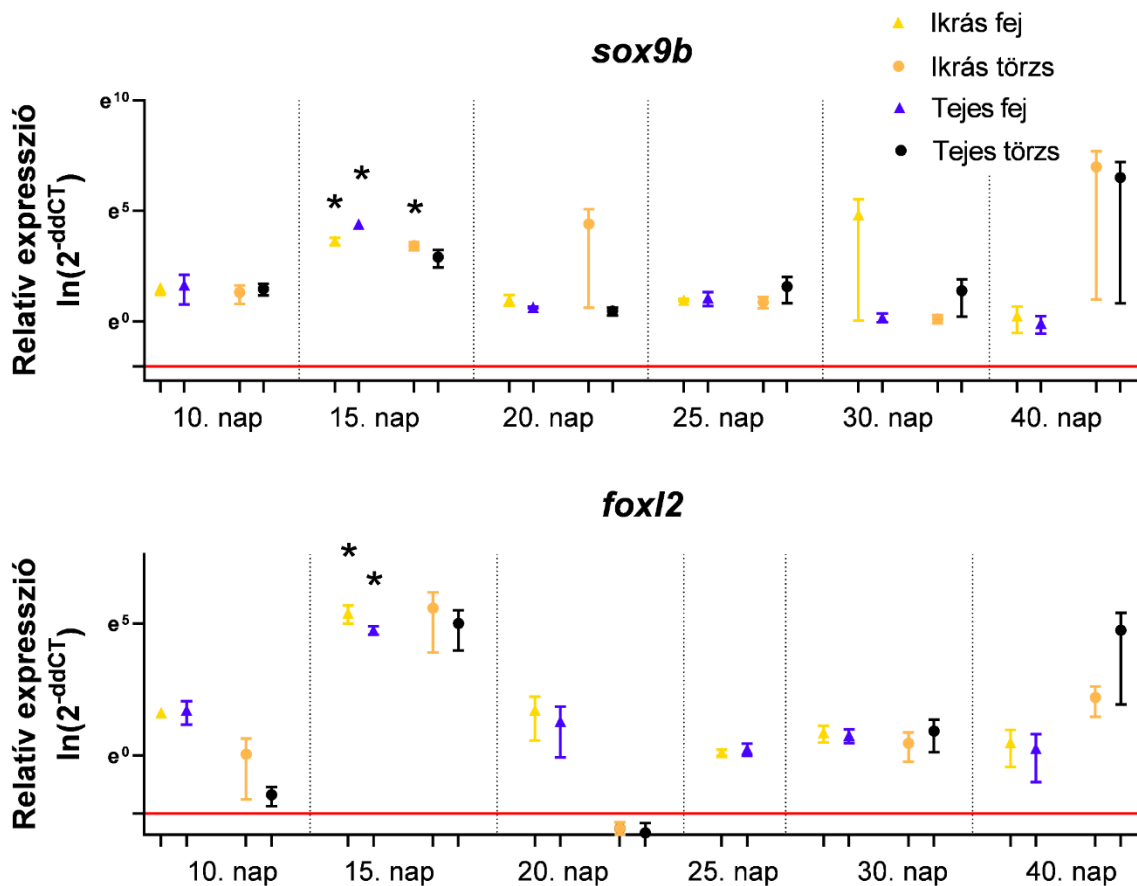 sox9b
Ikrás fej
Ikrás törzs
Tejes fej
Tejes törzs
Relatív expresszió
ln(2^-ddCT)
e^10
e^5
e^0
* * *
10. nap 15. nap 20. nap 25. nap 30. nap 40. nap
foxl2
Relatív expresszió
ln(2^-ddCT)
e^5
e^0
* *
10. nap 15. nap 20. nap 25. nap 30. nap 40. nap